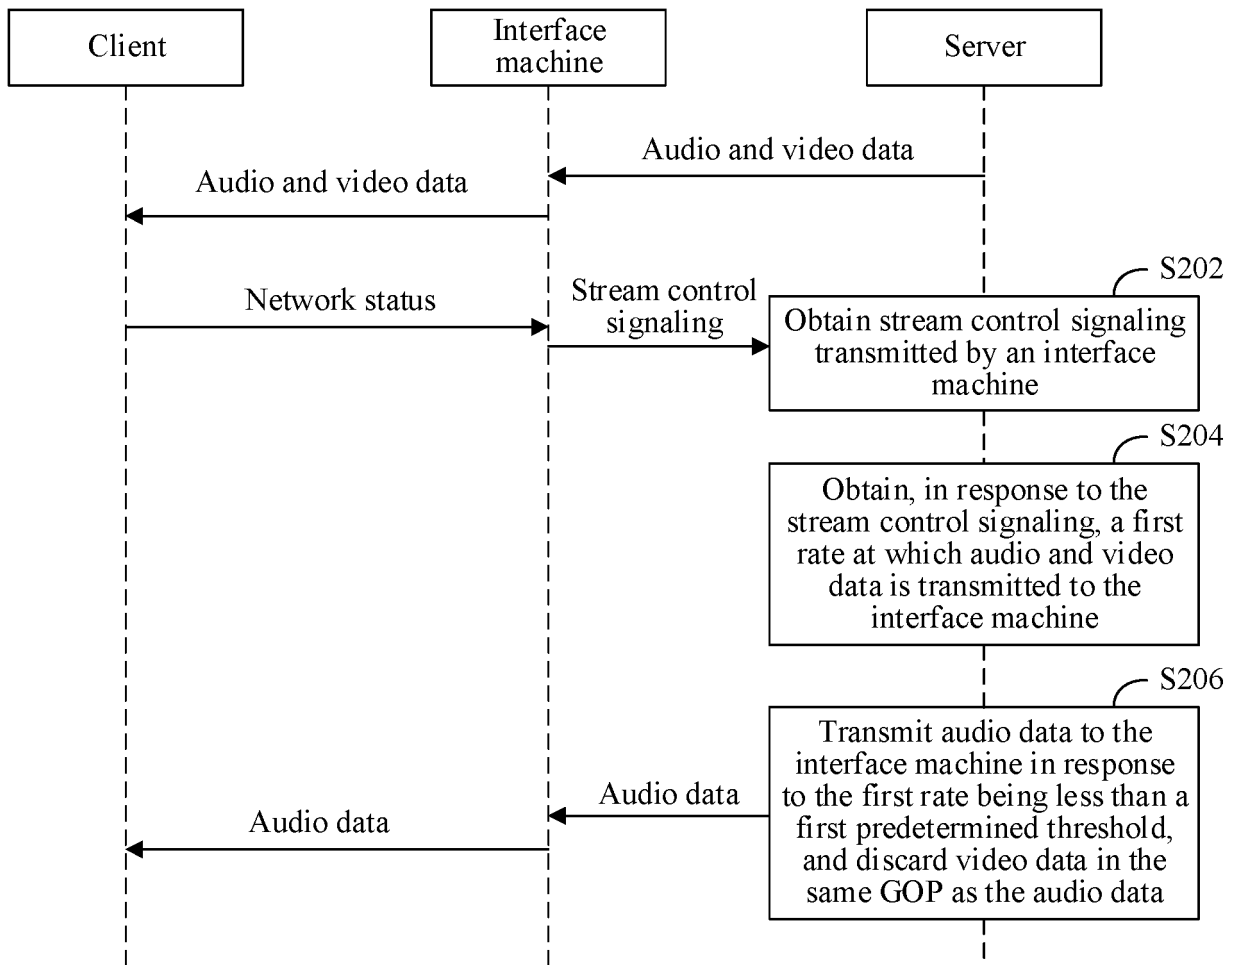 Client
Interface
machine
Server
Audio and video data
Audio and video data
S202
Network status
Stream control
signaling
Obtain stream control signaling
transmitted by an interface
machine
S204
Obtain, in response to the
stream control signaling, a first
rate at which audio and video
data is transmitted to the
interface machine
S206
Transmit audio data to the
interface machine in response
to the first rate being less than a
first predetermined threshold,
and discard video data in the
same GOP as the audio data
Audio data
Audio data